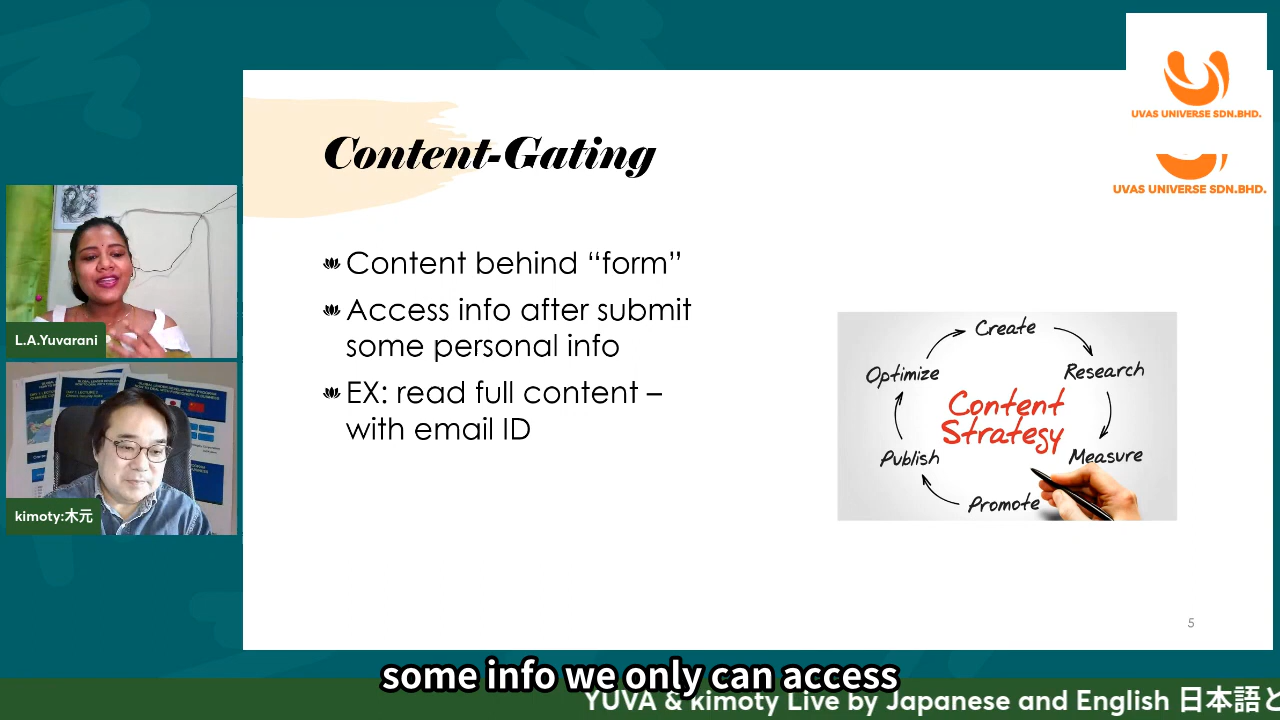 UVAS UNIVERSE SDN.BHD.
UVAS UNIVERSE SDN.BHD.
Content-Gating
Content behind “form”
Access info after submit
some personal info
EX: read full content –
with email ID
Create
Research
Measure
Promote
Publish
Optimize
Content
Strategy
5
L.A.Yuvarani
kimoty:木元
some info we only can access
YUVA & kimoty Live by Japanese and English 日本語と